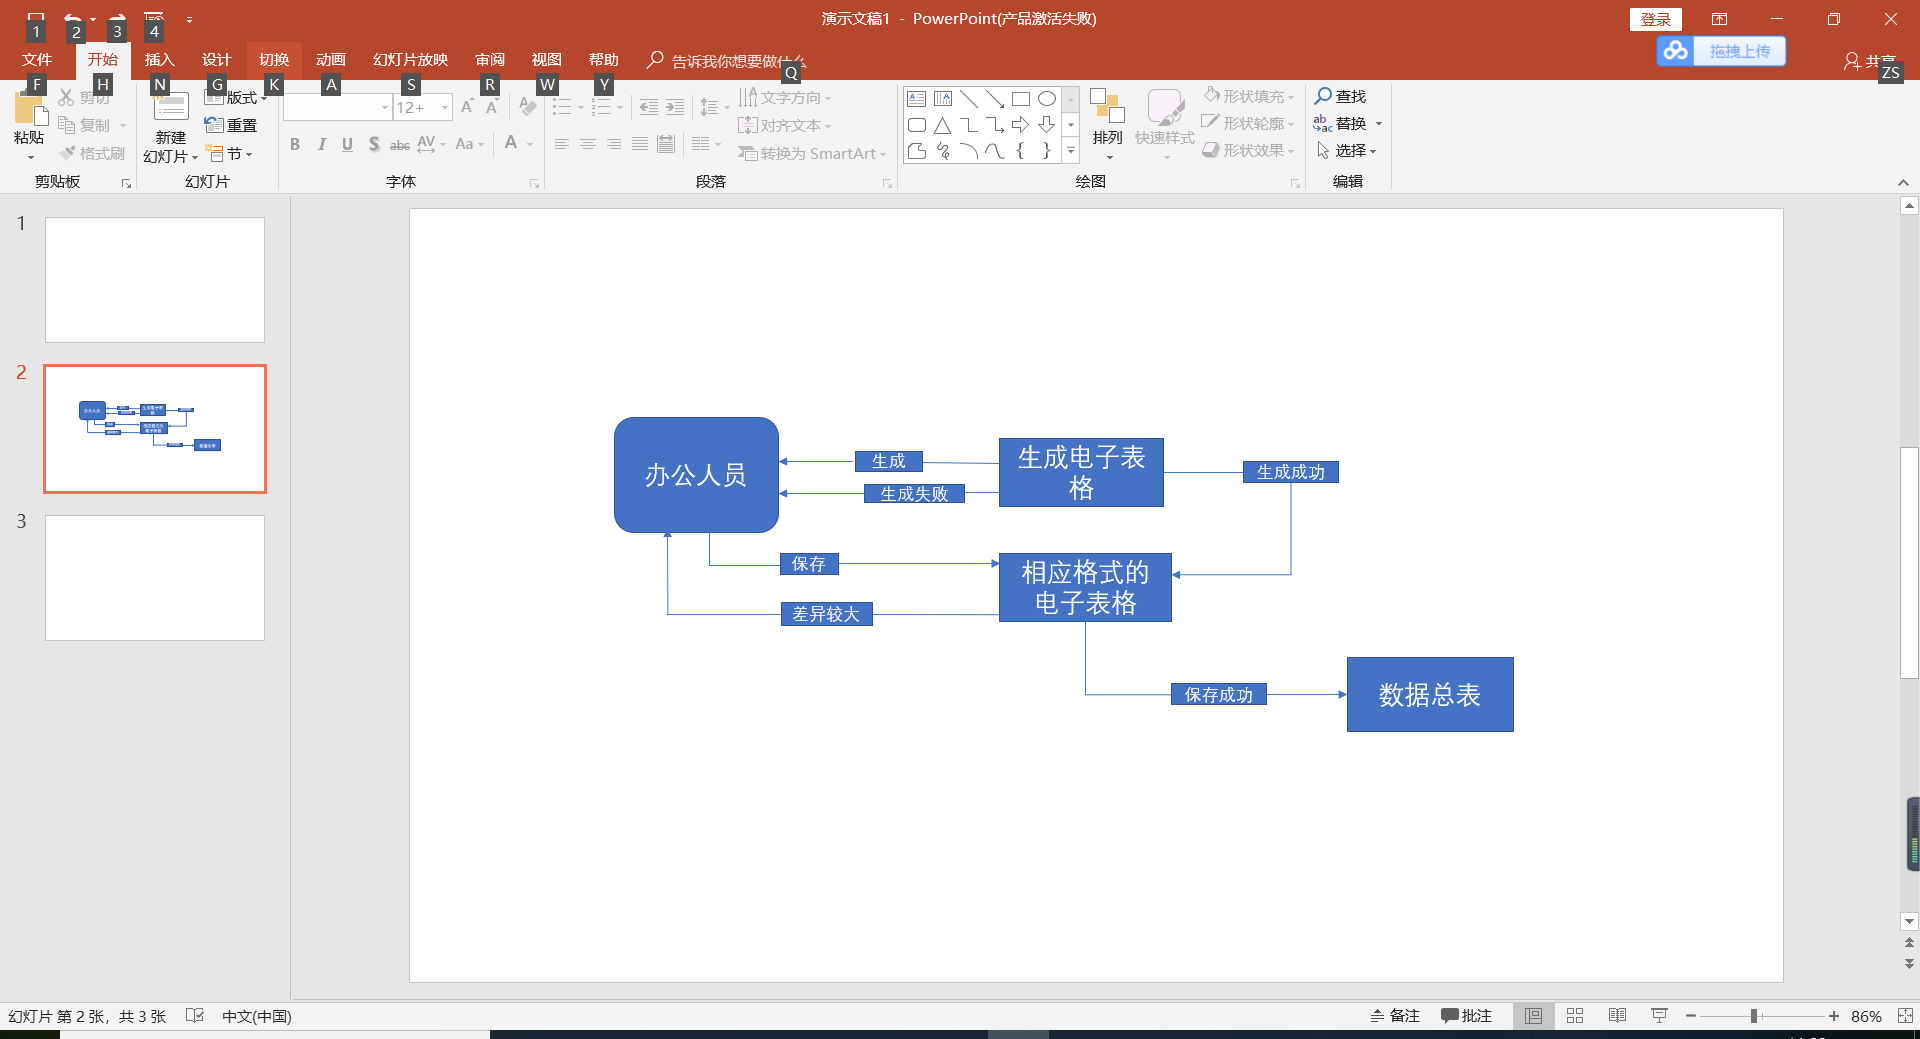 演示文稿1 - PowerPoint(产品激活失败)
登录
1
2
3
4
文件
开始
插入
设计
切换
动画
幻灯片放映
审阅
视图
帮助
告诉我你想要做什么
拖拽上传
共享
F
H
N
G
K
A
S
R
W
Y
Q
ZS
粘贴
剪切
复制
格式刷
剪贴板
新建
幻灯片
版式
重置
节
幻灯片
12+
A
A
A
B
I
U
S
abc
AV
Aa
A
字体
文字方向
对齐文本
转换为 SmartArt
段落
排列
快速样式
形状填充
形状轮廓
形状效果
绘图
查找
替换
选择
编辑
1
2
3
办公人员
生成
生成失败
生成电子表
格
生成成功
保存
差异较大
相应格式的
电子表格
保存成功
数据总表
幻灯片 第 2 张，共 3 张
中文(中国)
备注
批注
86%